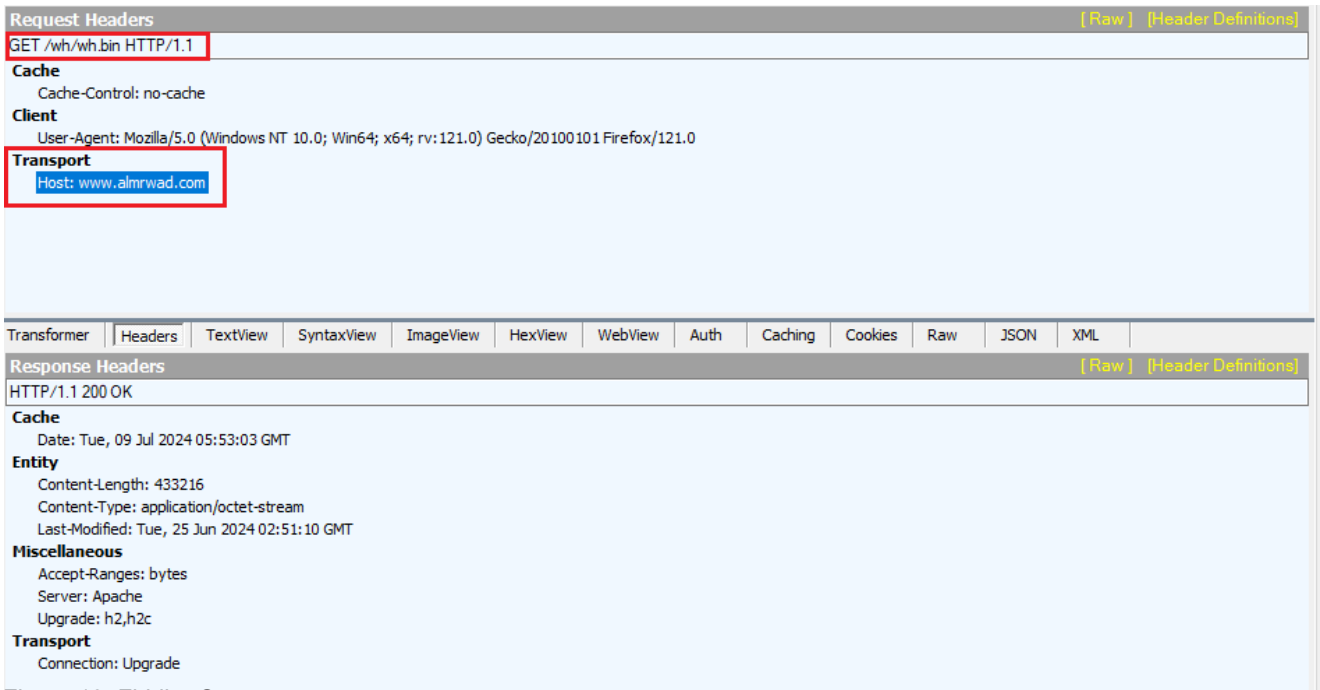 Request Headers [ Raw ] [Header Definitions]
GET /wh/wh.bin HTTP/1.1
Cache
Cache-Control: no-cache
Client
User-Agent: Mozilla/5.0 (Windows NT 10.0; Win64; x64; rv:121.0) Gecko/20100101 Firefox/121.0
Transport
Host: www.almrwad.com
Transformer Headers TextView SyntaxView ImageView HexView WebView Auth Caching Cookies Raw JSON XML
Response Headers [ Raw ] [Header Definitions]
HTTP/1.1 200 OK
Cache
Date: Tue, 09 Jul 2024 05:53:03 GMT
Entity
Content-Length: 433216
Content-Type: application/octet-stream
Last-Modified: Tue, 25 Jun 2024 02:51:10 GMT
Miscellaneous
Accept-Ranges: bytes
Server: Apache
Upgrade: h2,h2c
Transport
Connection: Upgrade